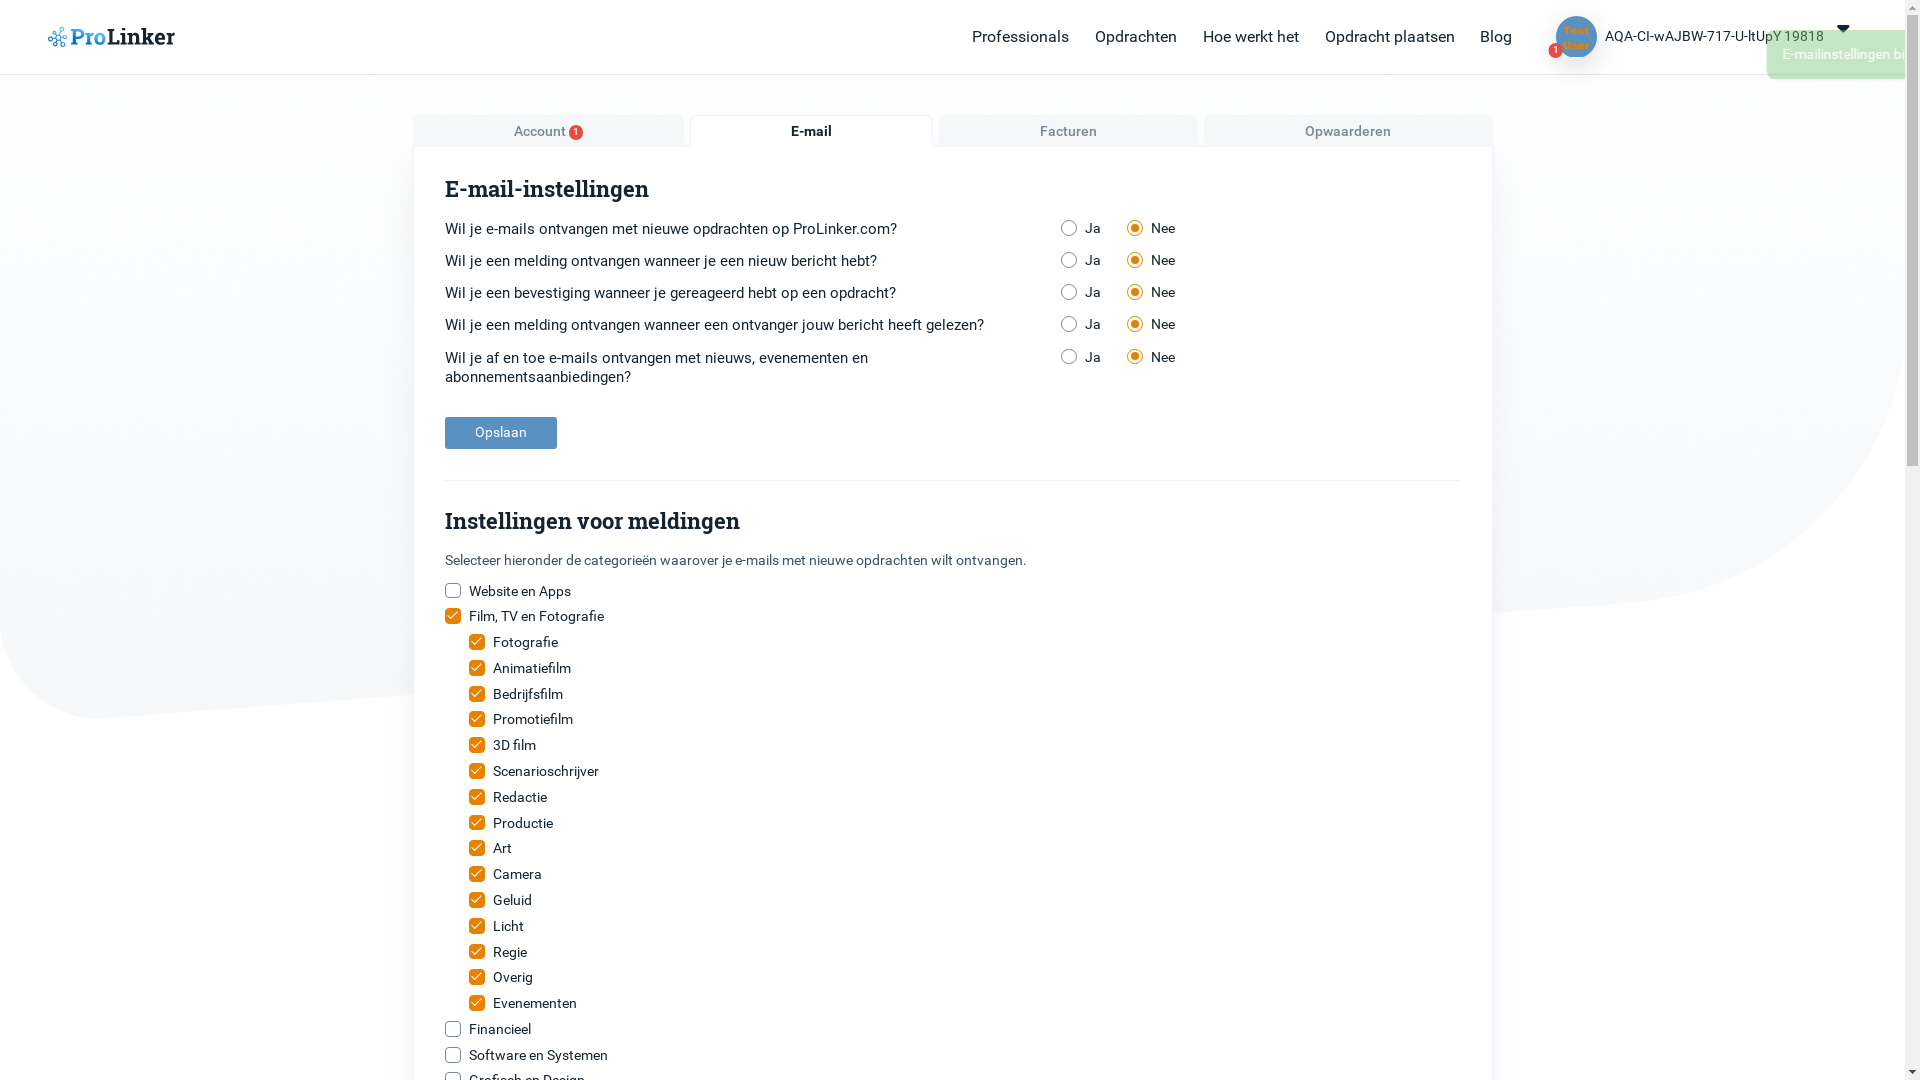 ProLinker
Professionals
Opdrachten
Hoe werkt het
Opdracht plaatsen
Blog
Test
User
1
AQA-CI-wAJBW-717-U-ltUpY 19818
E-mailinstellingen
Account 1
E-mail
Facturen
Opwaarderen
E-mail-instellingen
Wil je e-mails ontvangen met nieuwe opdrachten op ProLinker.com?
Ja
Nee
Wil je een melding ontvangen wanneer je een nieuw bericht hebt?
Ja
Nee
Wil je een bevestiging wanneer je gereageerd hebt op een opdracht?
Ja
Nee
Wil je een melding ontvangen wanneer een ontvanger jouw bericht heeft gelezen?
Ja
Nee
Wil je af en toe e-mails ontvangen met nieuws, evenementen en
abonnementsaanbiedingen?
Ja
Nee
Opslaan
Instellingen voor meldingen
Selecteer hieronder de categorieën waarover je e-mails met nieuwe opdrachten wilt ontvangen.
Website en Apps
Film, TV en Fotografie
Fotografie
Animatiefilm
Bedrijfsfilm
Promotiefilm
3D film
Scenarioschrijver
Redactie
Productie
Art
Camera
Geluid
Licht
Regie
Overig
Evenementen
Financieel
Software en Systemen
Grafisch en Design